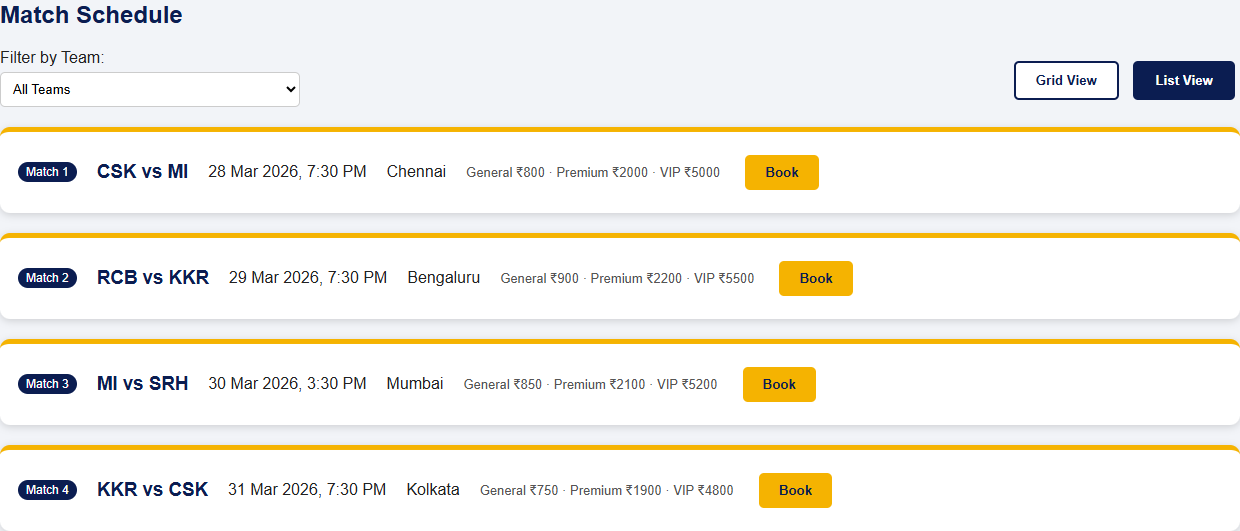 Match Schedule
Filter by Team:
All Teams
Grid View
List View
Match 1 CSK vs MI 28 Mar 2026, 7:30 PM Chennai General ₹800 · Premium ₹2000 · VIP ₹5000 Book
Match 2 RCB vs KKR 29 Mar 2026, 7:30 PM Bengaluru General ₹900 · Premium ₹2200 · VIP ₹5500 Book
Match 3 MI vs SRH 30 Mar 2026, 3:30 PM Mumbai General ₹850 · Premium ₹2100 · VIP ₹5200 Book
Match 4 KKR vs CSK 31 Mar 2026, 7:30 PM Kolkata General ₹750 · Premium ₹1900 · VIP ₹4800 Book